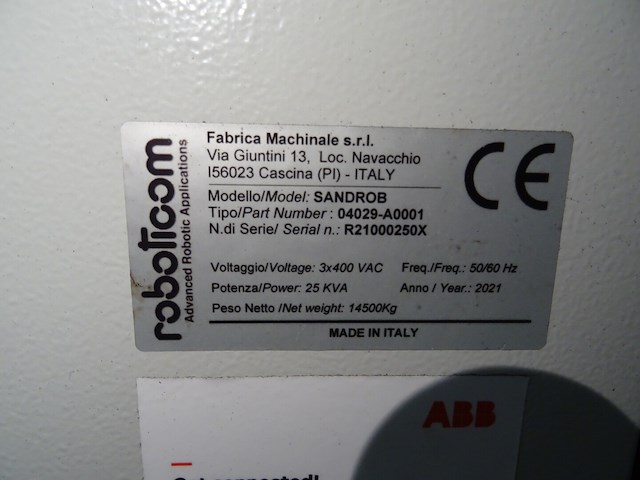 roboticom
Advanced Robotic Applications
Fabrica Machinale s.r.l.
Via Giuntini 13, Loc. Navacchio
I56023 Cascina (PI) - ITALY
CE
Modello/Model: SANDROB
Tipo/Part Number : 04029-A0001
N.di Serie/ Serial n.: R21000250X
Voltaggio/Voltage: 3x400 VAC Freq./Freq.: 50/60 Hz
Potenza/Power: 25 KVA Anno / Year.: 2021
Peso Netto /Net weight: 14500Kg
MADE IN ITALY
ABB